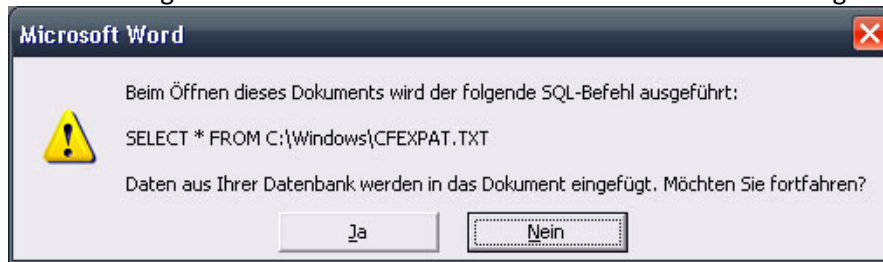 Microsoft Word
Beim Öffnen dieses Dokuments wird der folgende SQL-Befehl ausgeführt:
SELECT * FROM C:\Windows\CFEXPAT.TXT
Daten aus Ihrer Datenbank werden in das Dokument eingefügt. Möchten Sie fortfahren?
Ja
Nein